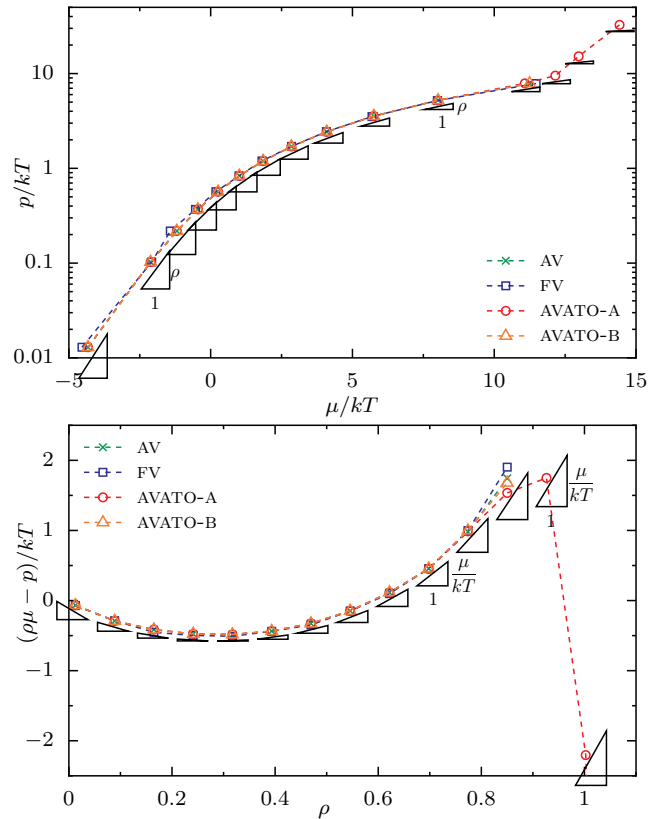 10
1
0.1
0.01
p/kT
ρ
1
ρ
1
AV
FV
AVATO-A
AVATO-B
−5 0 5 10 15
μ/kT
AV
FV
AVATO-A
AVATO-B
2
1
0
−1
−2
(ρμ − p)/kT
μ/kT
1
μ/kT
1
0 0.2 0.4 0.6 0.8 1
ρ